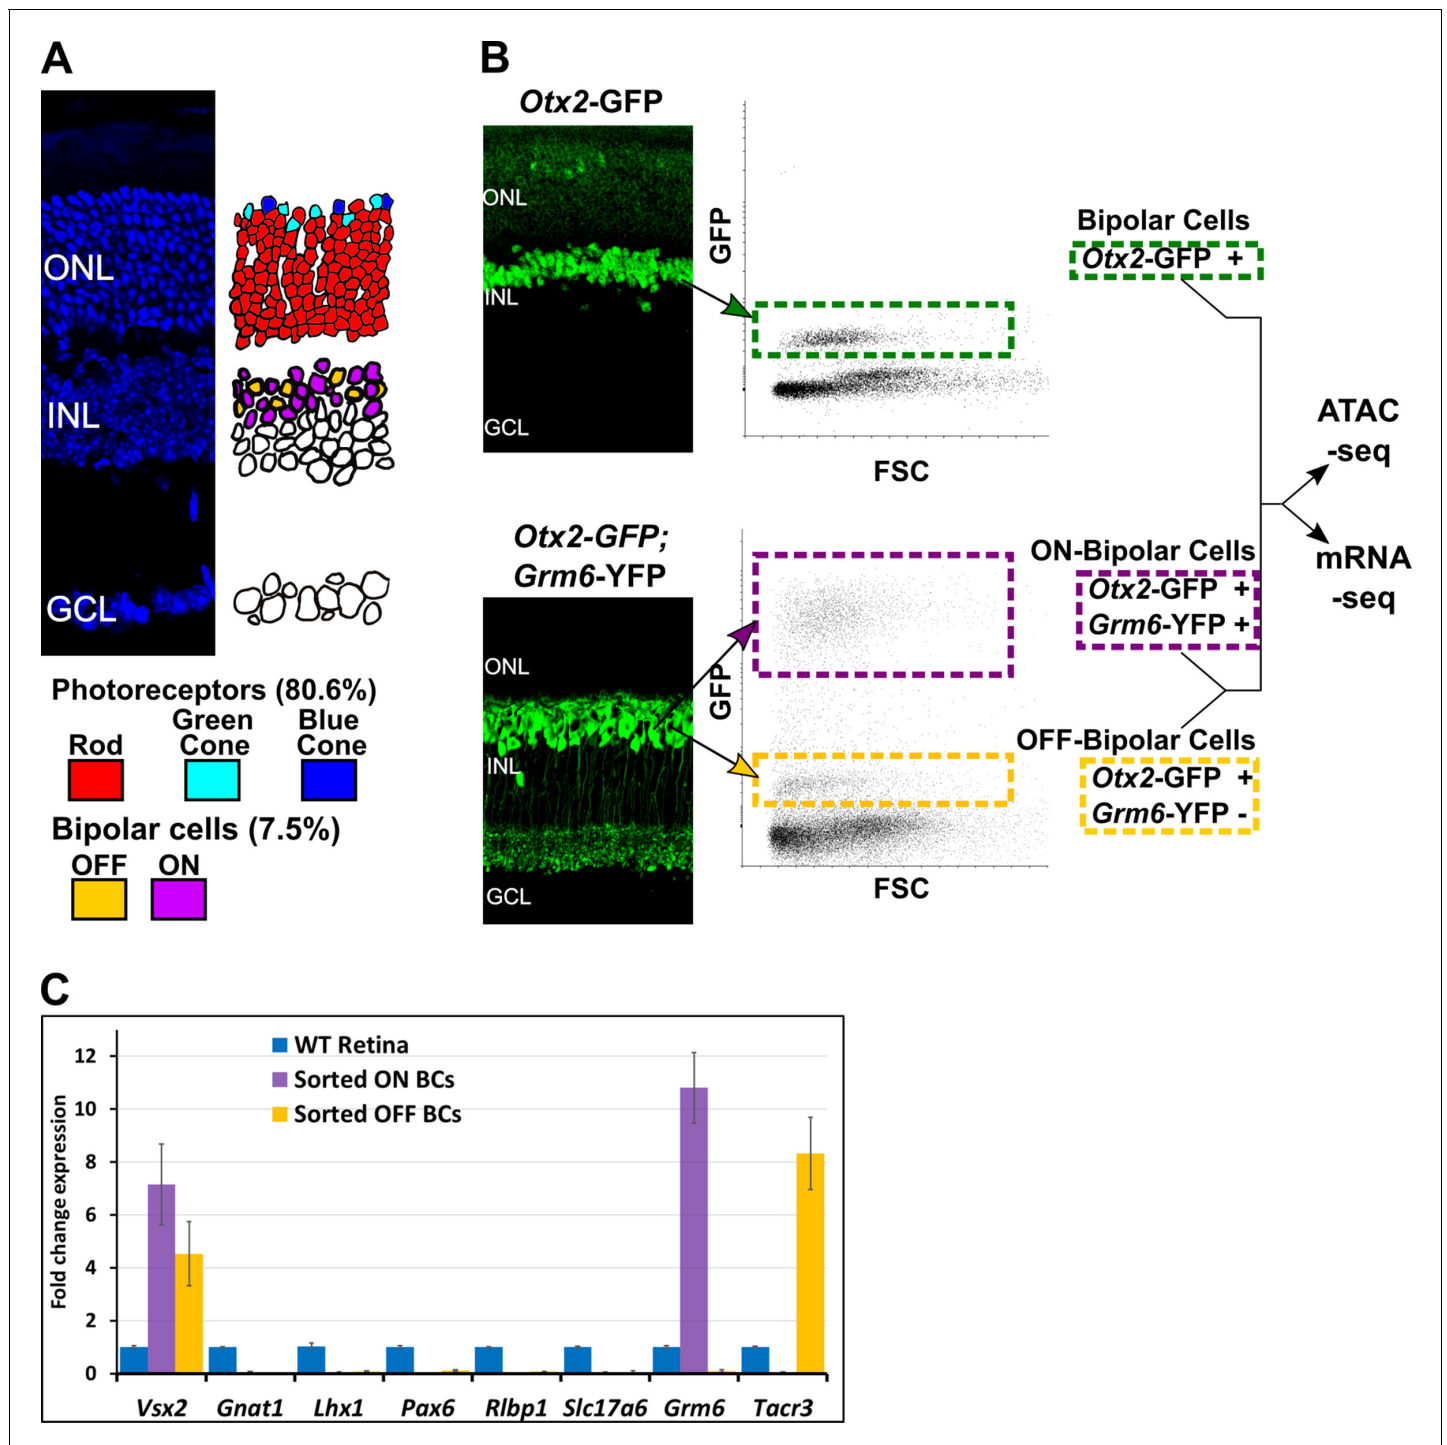 A
ONL
INL
GCL
Photoreceptors (80.6%)
Rod
Green
Cone
Blue
Cone
Bipolar cells (7.5%)
OFF
ON
B
Otx2-GFP
ONL
INL
GCL
GFP
FSC
Bipolar Cells
Otx2-GFP +
Otx2-GFP;
Grm6-YFP
ONL
INL
GCL
GFP
FSC
ON-Bipolar Cells
Otx2-GFP +
Grm6-YFP +
OFF-Bipolar Cells
Otx2-GFP +
Grm6-YFP -
ATAC
-seq
mRNA
-seq
C
WT Retina
Sorted ON BCs
Sorted OFF BCs
Fold change expression
12
10
8
6
4
2
0
Vsx2 Gnat1 Lhx1 Pax6 Rlbp1 Slc17a6 Grm6 Tacr3